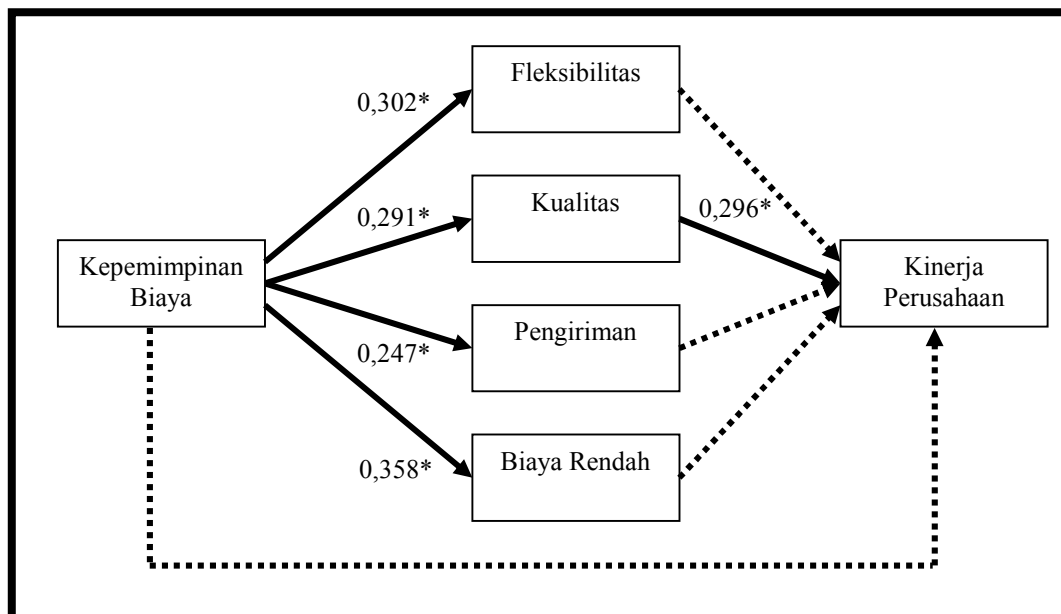 Fleksibilitas
0,302*
Kualitas
0,291*
0,296*
Kepemimpinan
Biaya
Kinerja
Perusahaan
Pengiriman
0,247*
Biaya Rendah
0,358*